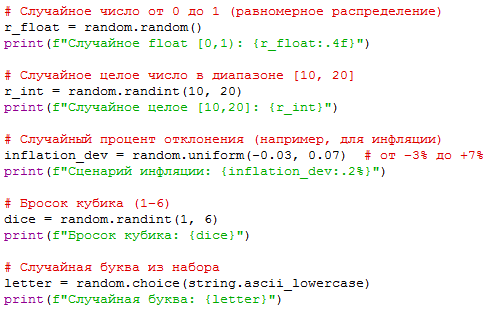 # Случайное число от 0 до 1 (равномерное распределение)
r_float = random.random()
print(f"Случайное float [0,1): {r_float:.4f}")
# Случайное целое число в диапазоне [10, 20]
r_int = random.randint(10, 20)
print(f"Случайное целое [10,20]: {r_int}")
# Случайный процент отклонения (например, для инфляции)
inflation_dev = random.uniform(-0.03, 0.07)  # от -3% до +7%
print(f"Сценарий инфляции: {inflation_dev:.2%}")
# Бросок кубика (1-6)
dice = random.randint(1, 6)
print(f"Бросок кубика: {dice}")
# Случайная буква из набора
letter = random.choice(string.ascii_lowercase)
print(f"Случайная буква: {letter}")